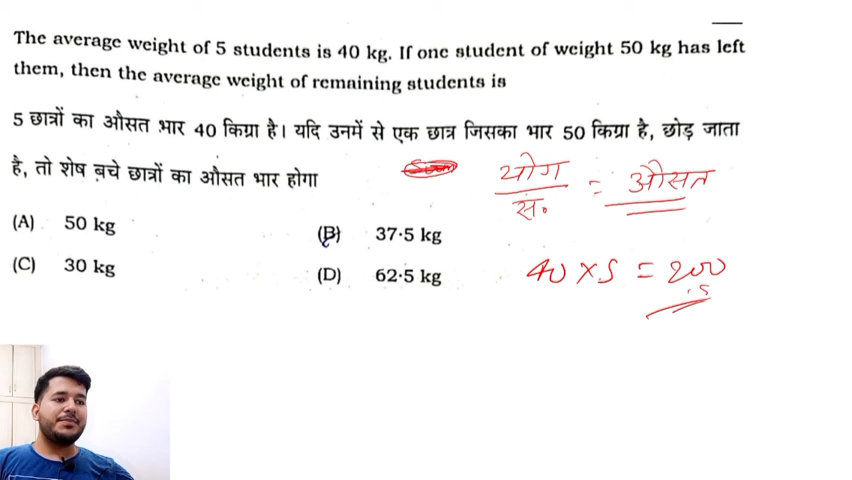 The average weight of 5 students is 40 kg. If one student of weight 50 kg has left
them, then the average weight of remaining students is
5 छात्रों का औसत भार 40 किग्रा है। यदि उनमें से एक छात्र जिसका भार 50 किग्रा है, छोड़ जाता
है, तो शेष बचे छात्रों का औसत भार होगा
योग / सं. = औसत
(A) 50 kg
(B) 37·5 kg
(C) 30 kg
(D) 62·5 kg
40 × 5 = 200